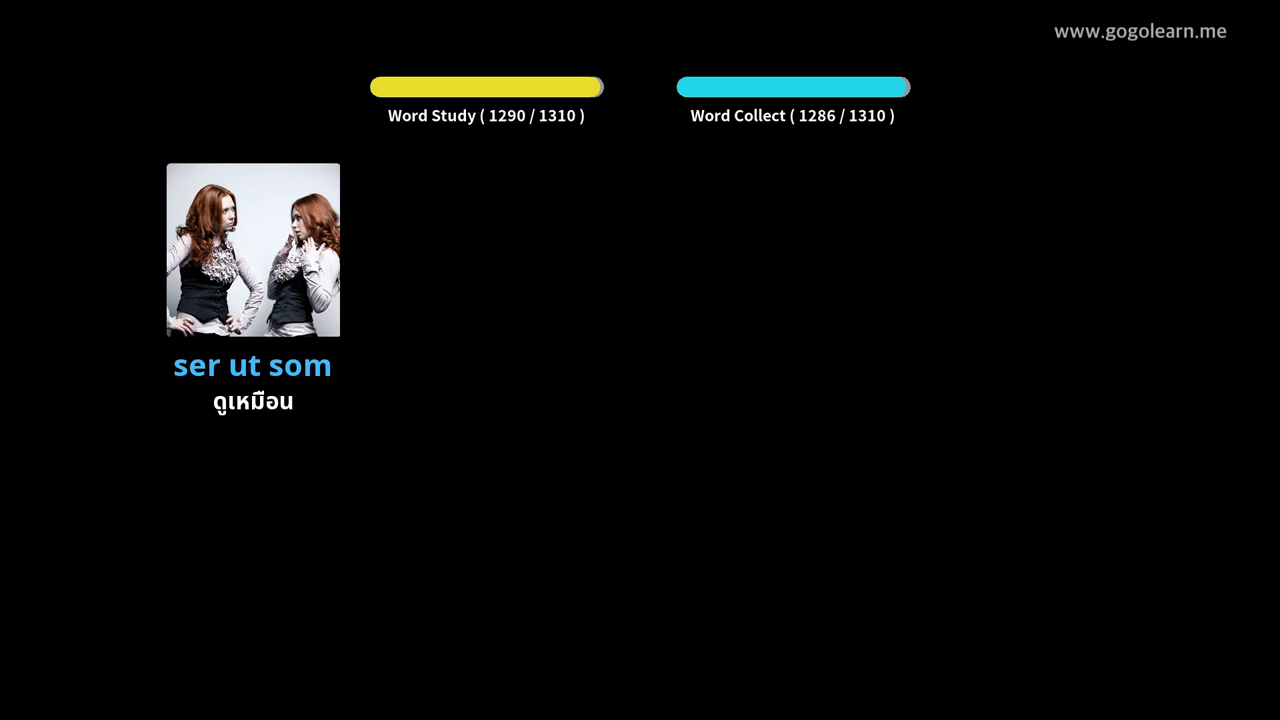 www.gogolearn.me
Word Study ( 1290 / 1310 )
Word Collect ( 1286 / 1310 )
ser ut som
ดูเหมือน